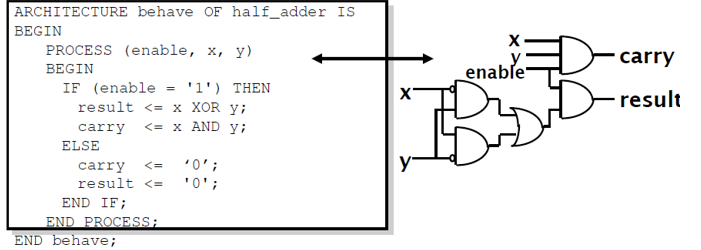 ARCHITECTURE behave OF half_adder IS
BEGIN
PROCESS (enable, x, y)
BEGIN
IF (enable = '1') THEN
result <= x XOR y;
carry <= x AND y;
ELSE
carry <= ‘0’;
result <= '0';
END IF;
END PROCESS;
END behave;
x
y
enable
carry
result
x
y